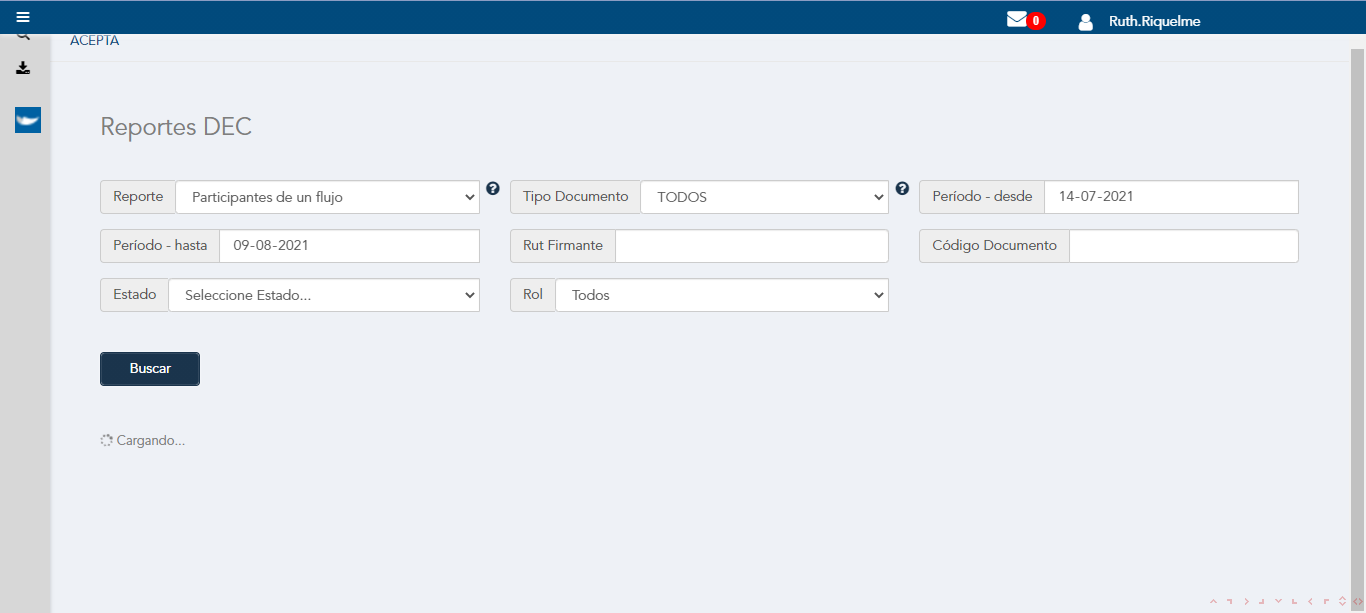 0
Ruth.Riquelme
ACEPTA
Reportes DEC
Reporte Participantes de un flujo Tipo Documento TODOS Período - desde 14-07-2021
Período - hasta 09-08-2021 Rut Firmante Código Documento
Estado Seleccione Estado... Rol Todos
Buscar
Cargando...